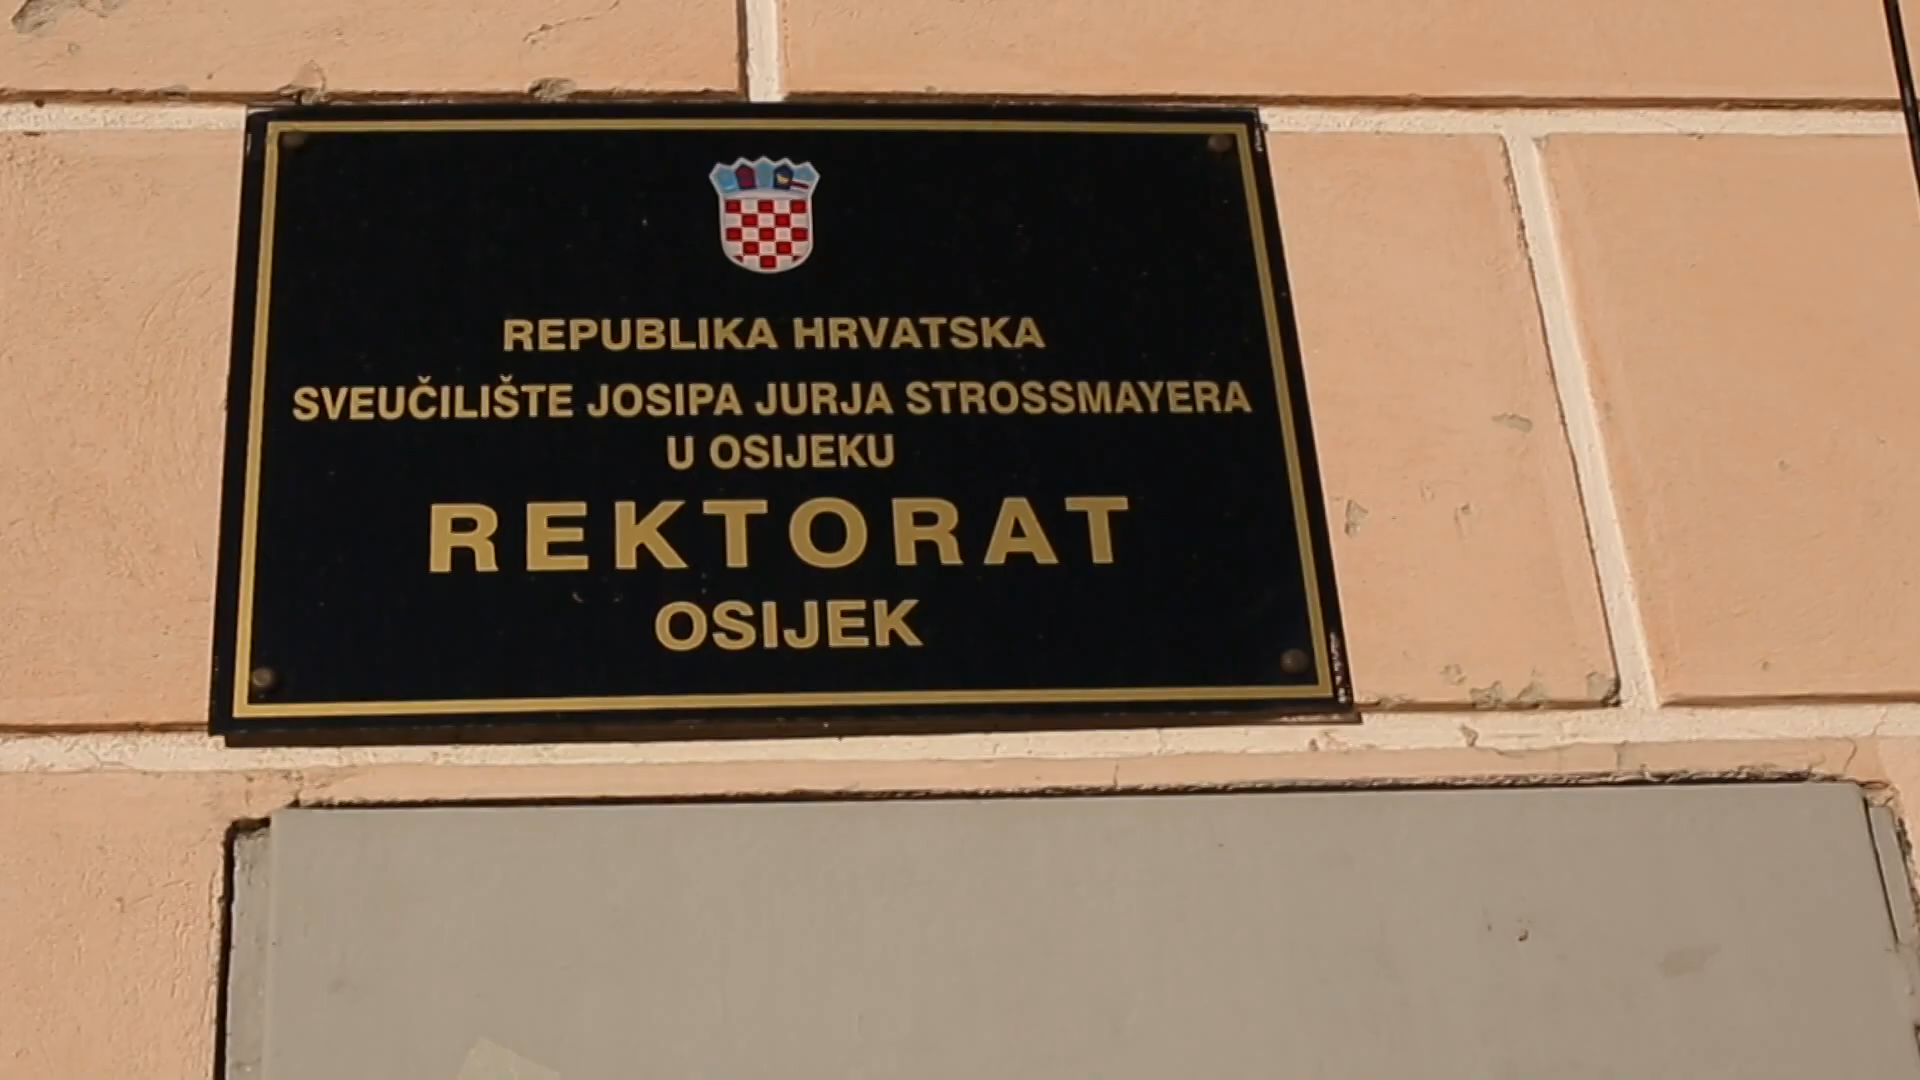 REPUBLIKA HRVATSKA
SVEUČILIŠTE JOSIPA JURJA STROSSMAYERA
U OSIJEKU
REKTORAT
OSIJEK